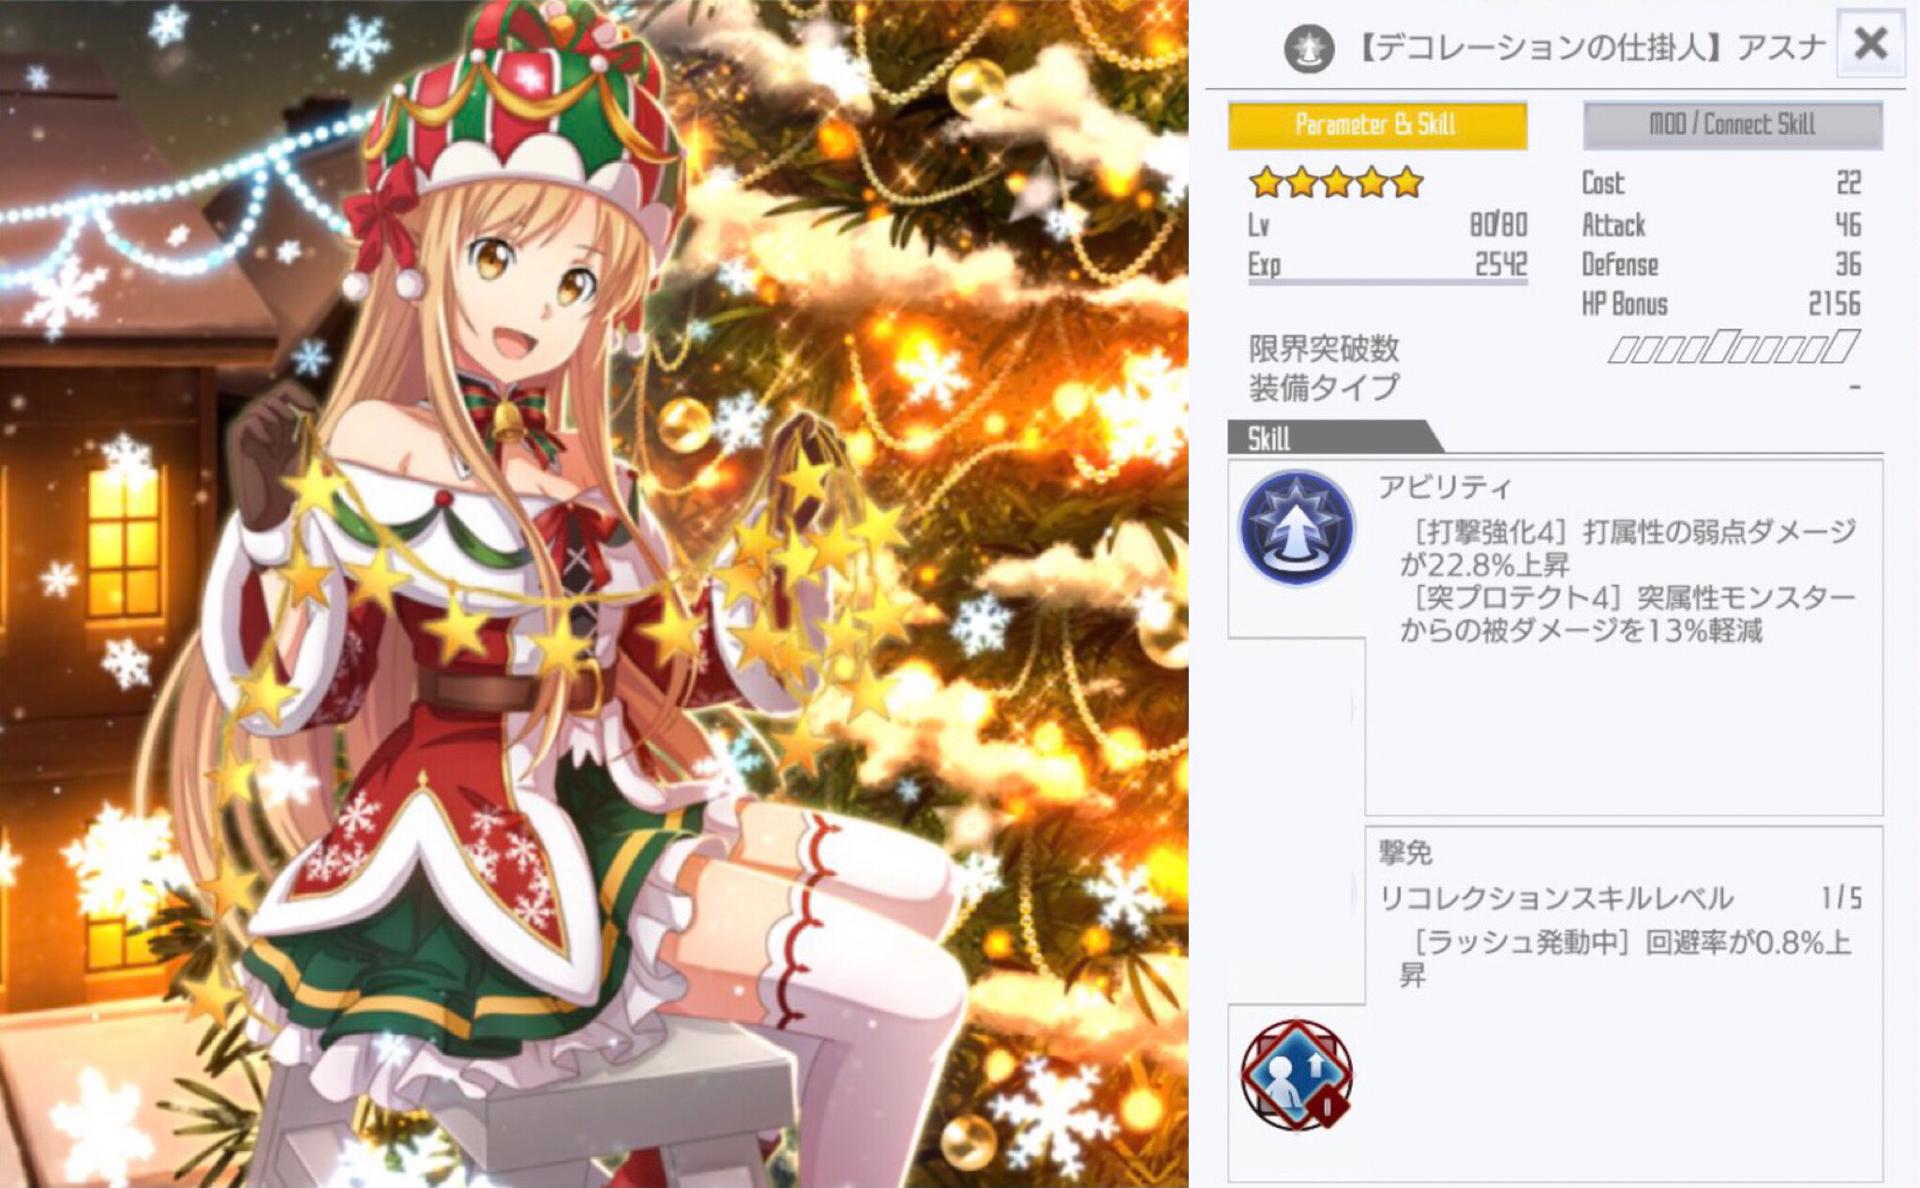 【デコレーションの仕掛人】アスナ
Parameter & Skill
MOD / Connect Skill
Lv 80/80
Exp 2542
Cost 22
Attack 46
Defense 36
HP Bonus 2156
限界突破数
装備タイプ -
Skill
アビリティ
［打撃強化4］打属性の弱点ダメージ
が22.8%上昇
［突プロテクト4］突属性モンスター
からの被ダメージを13%軽減
撃免
リコレクションスキルレベル 1/5
［ラッシュ発動中］回避率が0.8%上
昇